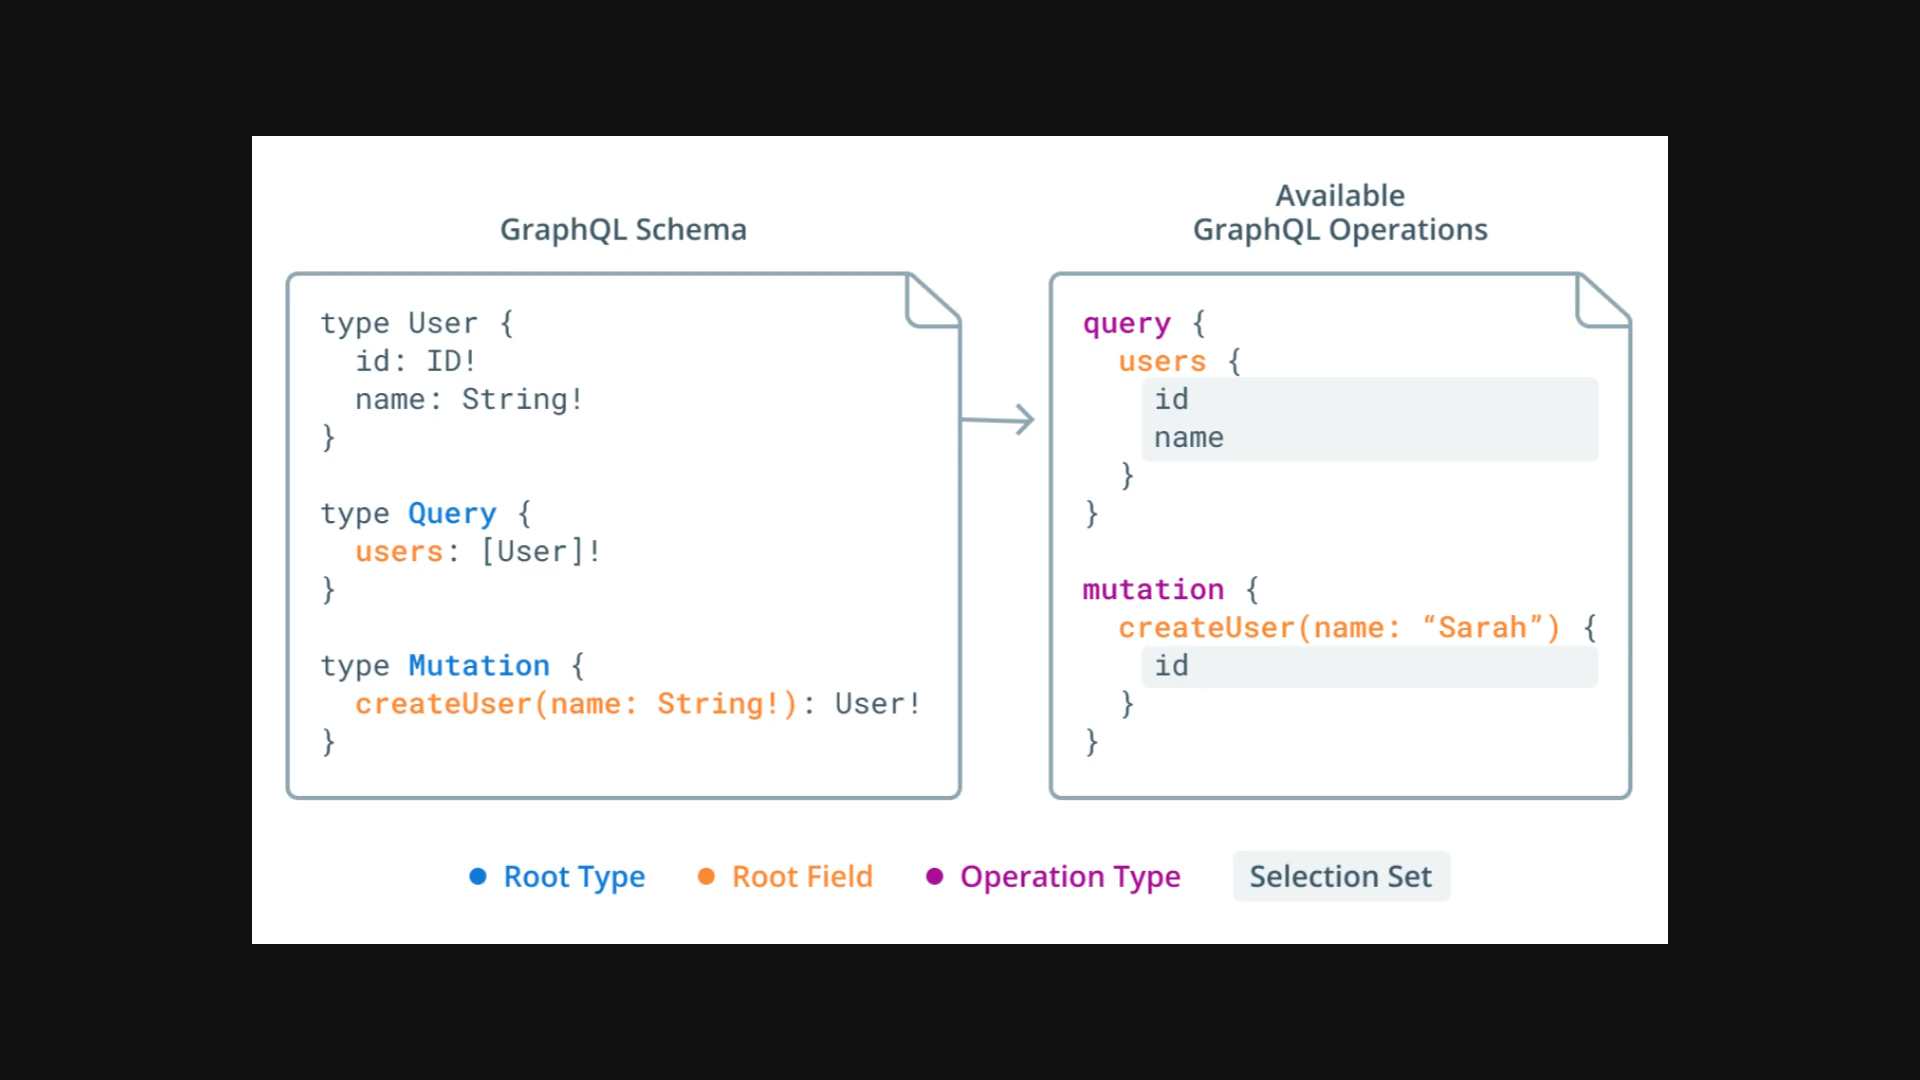 GraphQL Schema
type User {
  id: ID!
  name: String!
}
type Query {
  users: [User]!
}
type Mutation {
  createUser(name: String!): User!
}
Available
GraphQL Operations
query {
  users {
    id
    name
  }
}
mutation {
  createUser(name: “Sarah”) {
    id
  }
}
Root Type
Root Field
Operation Type
Selection Set